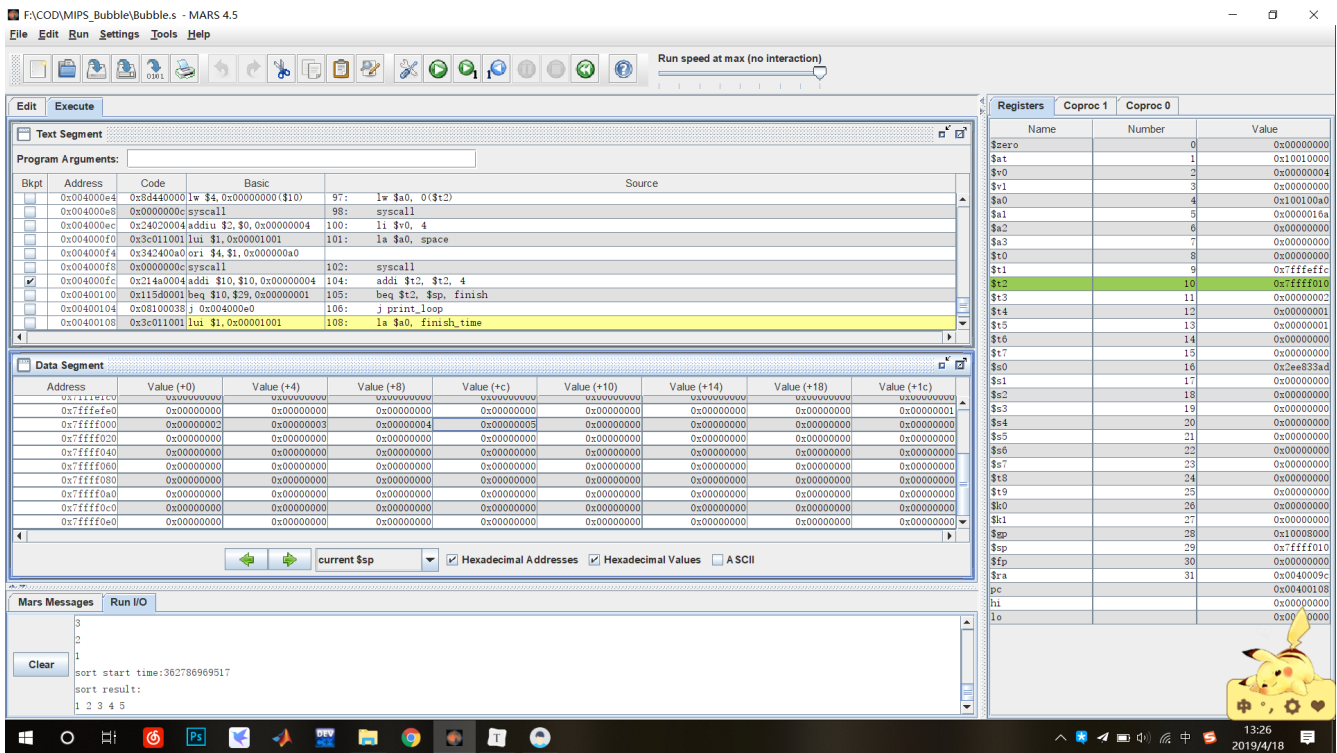 F:\COD\MIPS_Bubble\Bubble.s - MARS 4.5
File Edit Run Settings Tools Help
Run speed at max (no interaction)
Edit Execute
Text Segment
Program Arguments:
Bkpt Address Code Basic Source
0x004000e4 0x8d440000 lw $4,0x00000000($10) 97: lw $a0, 0($t2)
0x004000e8 0x0000000c syscall 98: syscall
0x004000ec 0x24020004 addiu $2,$0,0x00000004 100: li $v0, 4
0x004000f0 0x3c011001 lui $1,0x00001001 101: la $a0, space
0x004000f4 0x342400a0 ori $4,$1,0x000000a0
0x004000f8 0x0000000c syscall 102: syscall
0x004000fc 0x214a0004 addi $10,$10,0x00000004 104: addi $t2, $t2, 4
0x00400100 0x115d0001 beq $10,$29,0x00000001 105: beq $t2, $sp, finish
0x00400104 0x08100038 j 0x004000e0 106: j print_loop
0x00400108 0x3c011001 lui $1,0x00001001 108: la $a0, finish_time
Data Segment
Address Value (+0) Value (+4) Value (+8) Value (+c) Value (+10) Value (+14) Value (+18) Value (+1c)
0x7fffefc0 0x00000000 0x00000000 0x00000000 0x00000000 0x00000000 0x00000000 0x00000000 0x00000000
0x7fffefe0 0x00000000 0x00000000 0x00000000 0x00000000 0x00000000 0x00000000 0x00000000 0x00000001
0x7ffff000 0x00000002 0x00000003 0x00000004 0x00000005 0x00000000 0x00000000 0x00000000 0x00000000
0x7ffff020 0x00000000 0x00000000 0x00000000 0x00000000 0x00000000 0x00000000 0x00000000 0x00000000
0x7ffff040 0x00000000 0x00000000 0x00000000 0x00000000 0x00000000 0x00000000 0x00000000 0x00000000
0x7ffff060 0x00000000 0x00000000 0x00000000 0x00000000 0x00000000 0x00000000 0x00000000 0x00000000
0x7ffff080 0x00000000 0x00000000 0x00000000 0x00000000 0x00000000 0x00000000 0x00000000 0x00000000
0x7ffff0a0 0x00000000 0x00000000 0x00000000 0x00000000 0x00000000 0x00000000 0x00000000 0x00000000
0x7ffff0c0 0x00000000 0x00000000 0x00000000 0x00000000 0x00000000 0x00000000 0x00000000 0x00000000
0x7ffff0e0 0x00000000 0x00000000 0x00000000 0x00000000 0x00000000 0x00000000 0x00000000 0x00000000
current $sp Hexadecimal Addresses Hexadecimal Values ASCII
Mars Messages Run I/O
Clear
3
2
1
sort start time:362786969517
sort result:
1 2 3 4 5
Registers Coproc 1 Coproc 0
Name Number Value
$zero 0 0x00000000
$at 1 0x10010000
$v0 2 0x00000004
$v1 3 0x00000000
$a0 4 0x100100a0
$a1 5 0x0000016a
$a2 6 0x00000000
$a3 7 0x00000000
$t0 8 0x00000000
$t1 9 0x7fffeffc
$t2 10 0x7ffff010
$t3 11 0x00000002
$t4 12 0x00000001
$t5 13 0x00000001
$t6 14 0x00000000
$t7 15 0x00000000
$s0 16 0x2ee833ad
$s1 17 0x00000000
$s2 18 0x00000000
$s3 19 0x00000000
$s4 20 0x00000000
$s5 21 0x00000000
$s6 22 0x00000000
$s7 23 0x00000000
$t8 24 0x00000000
$t9 25 0x00000000
$k0 26 0x00000000
$k1 27 0x00000000
$gp 28 0x10008000
$sp 29 0x7ffff010
$fp 30 0x00000000
$ra 31 0x0040009c
pc 0x00400108
hi 0x00000000
lo
中 °,
Ps DEV T 中 S
13:26
2019/4/18